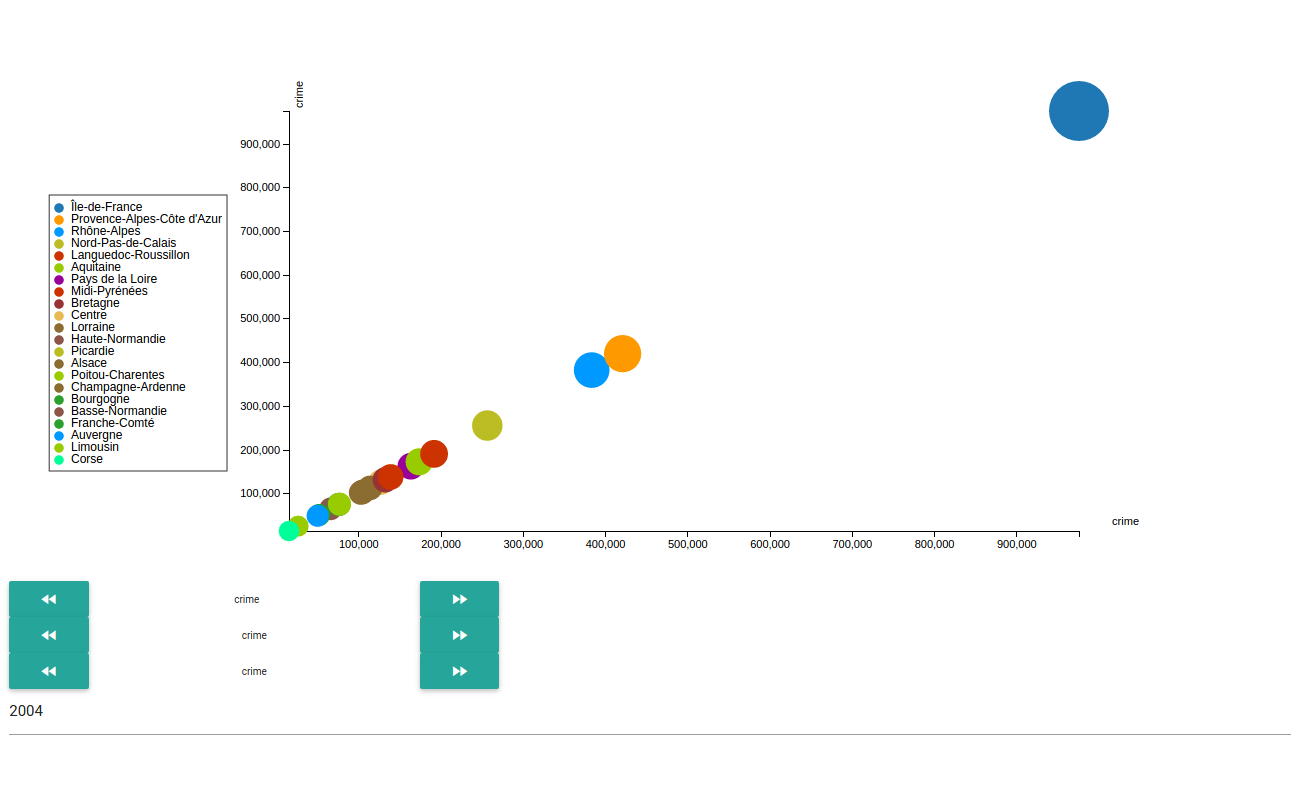 crime
900,000
800,000
700,000
600,000
500,000
400,000
300,000
200,000
100,000
Île-de-France
Provence-Alpes-Côte d'Azur
Rhône-Alpes
Nord-Pas-de-Calais
Languedoc-Roussillon
Aquitaine
Pays de la Loire
Midi-Pyrénées
Bretagne
Centre
Lorraine
Haute-Normandie
Picardie
Alsace
Poitou-Charentes
Champagne-Ardenne
Bourgogne
Basse-Normandie
Franche-Comté
Auvergne
Limousin
Corse
crime
100,000 200,000 300,000 400,000 500,000 600,000 700,000 800,000 900,000
crime
crime
crime
2004